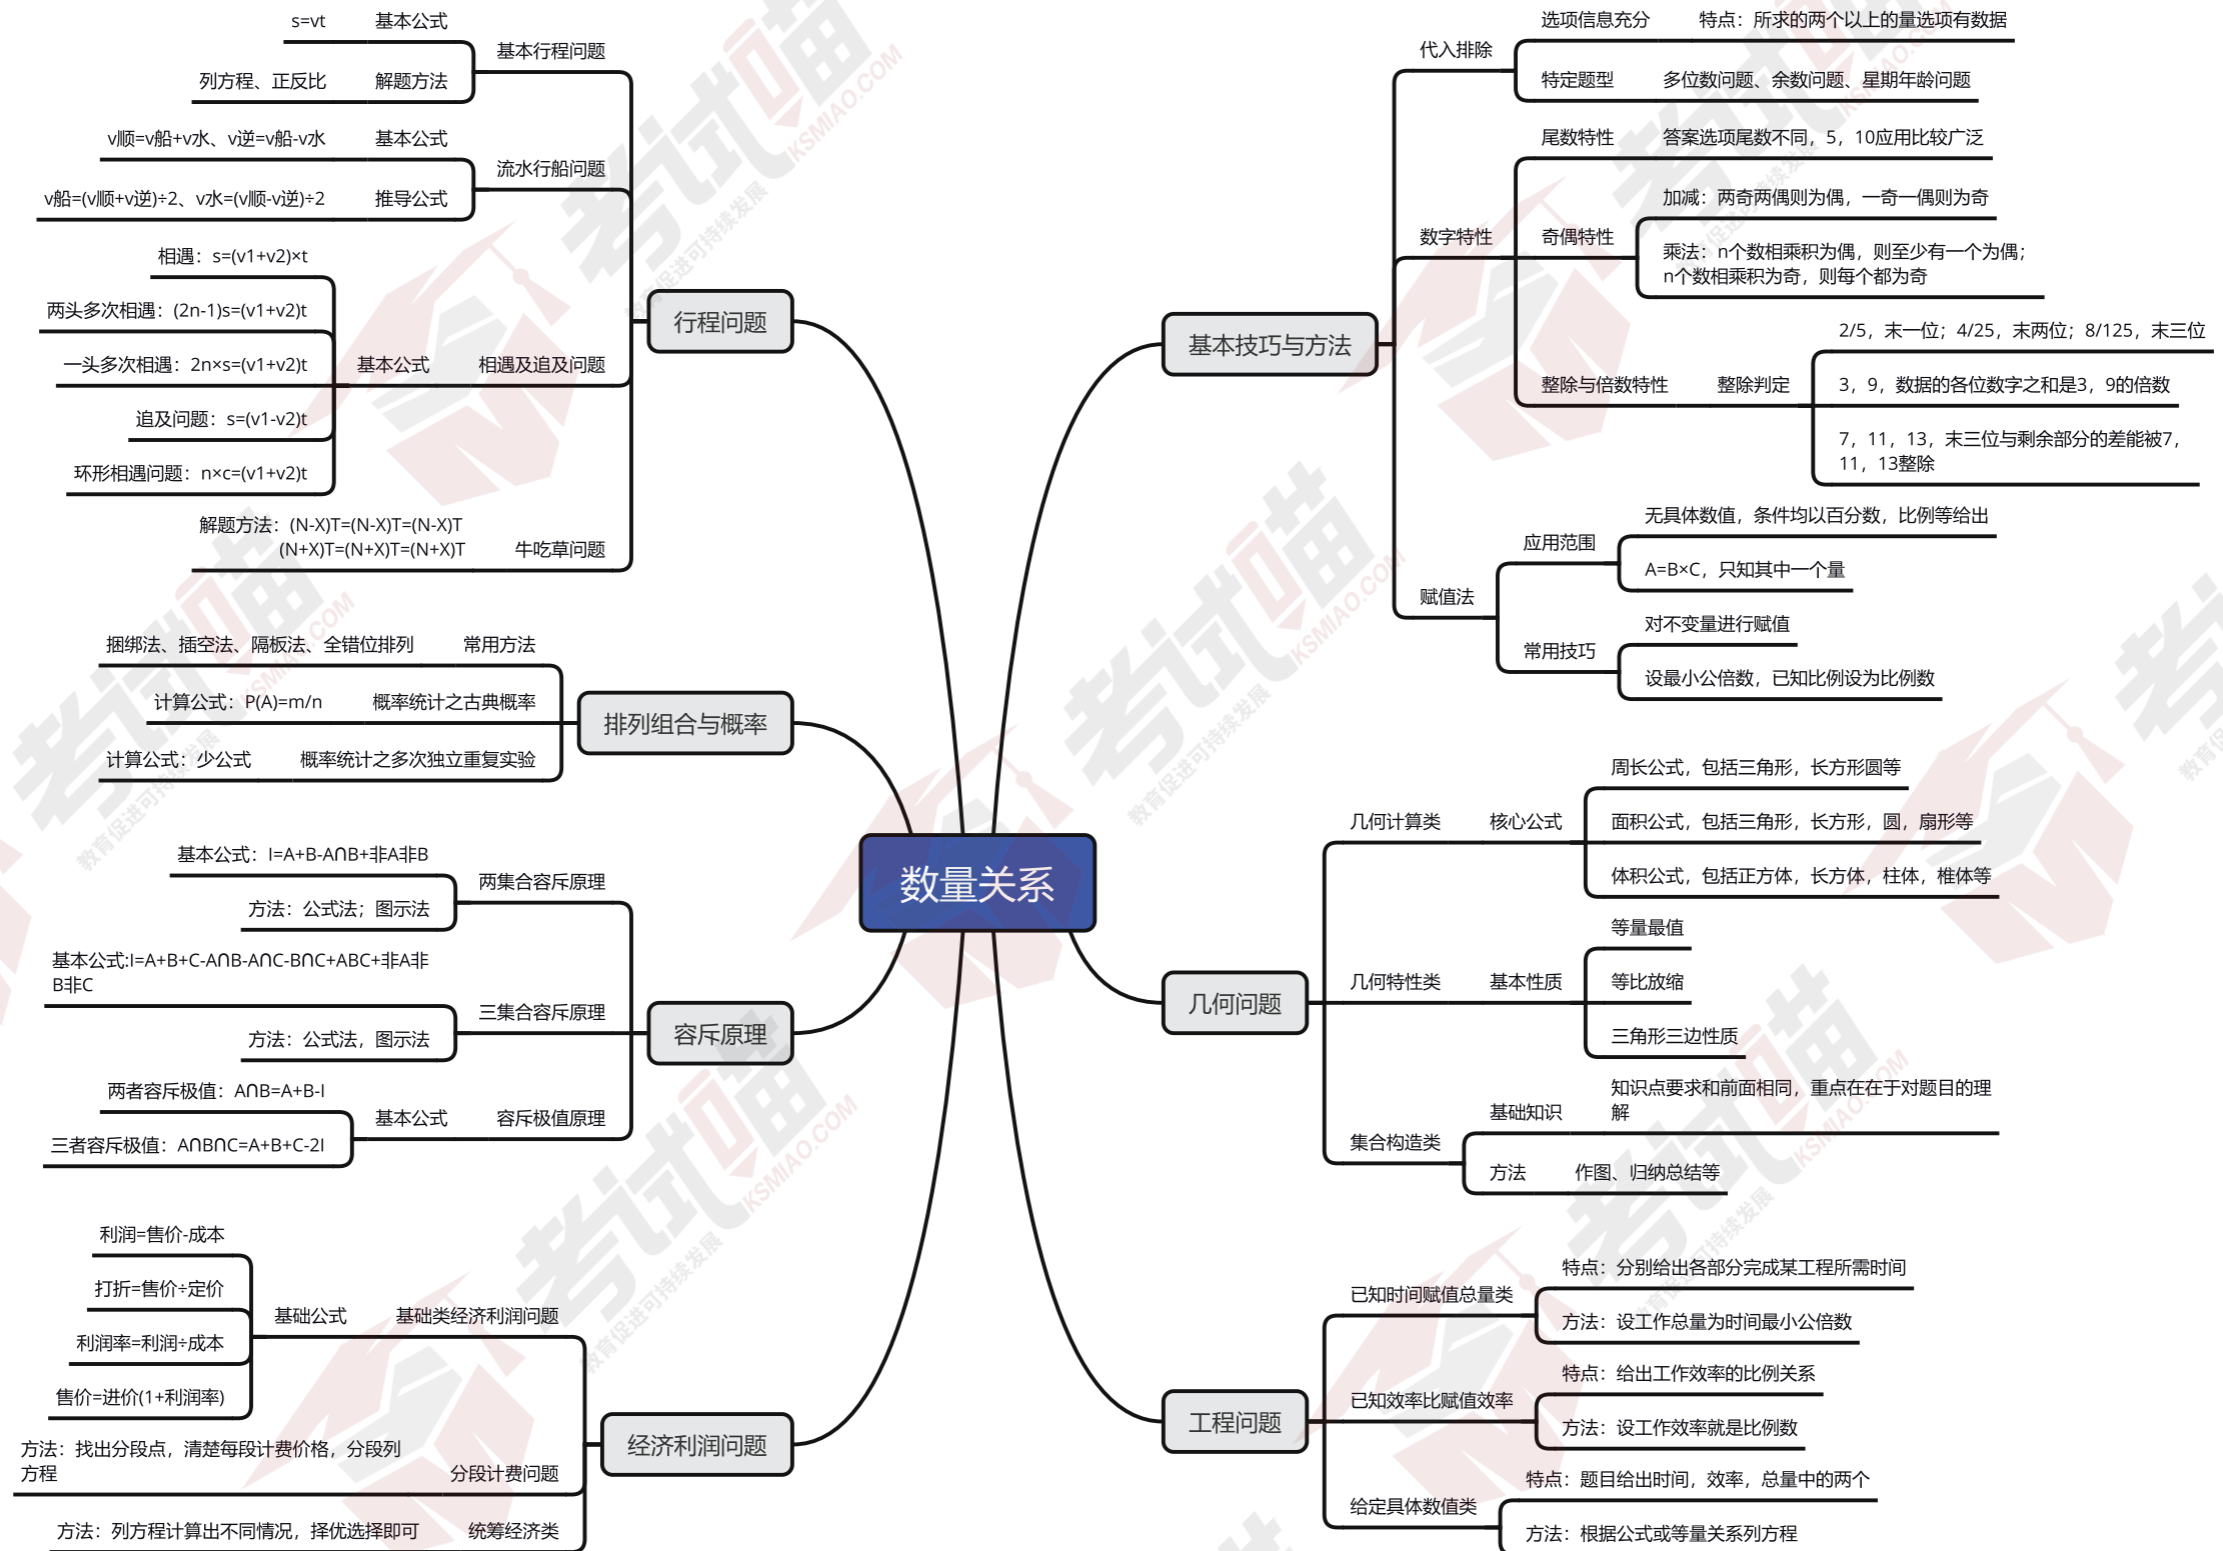 数量关系
行程问题
基本行程问题
基本公式
s=vt
解题方法
列方程、正反比
流水行船问题
基本公式
v顺=v船+v水、v逆=v船-v水
推导公式
v船=(v顺+v逆)÷2、v水=(v顺-v逆)÷2
相遇及追及问题
基本公式
相遇：s=(v1+v2)×t
两头多次相遇：(2n-1)s=(v1+v2)t
一头多次相遇：2n×s=(v1+v2)t
追及问题：s=(v1-v2)t
环形相遇问题：n×c=(v1+v2)t
牛吃草问题
解题方法：(N-X)T=(N-X)T=(N-X)T
(N+X)T=(N+X)T=(N+X)T
排列组合与概率
常用方法
捆绑法、插空法、隔板法、全错位排列
概率统计之古典概率
计算公式：P(A)=m/n
概率统计之多次独立重复实验
计算公式：少公式
容斥原理
两集合容斥原理
基本公式：I=A+B-A∩B+非A非B
方法：公式法；图示法
三集合容斥原理
基本公式:I=A+B+C-A∩B-A∩C-B∩C+ABC+非A非
B非C
方法：公式法，图示法
容斥极值原理
基本公式
两者容斥极值：A∩B=A+B-I
三者容斥极值：A∩B∩C=A+B+C-2I
经济利润问题
基础类经济利润问题
基础公式
利润=售价-成本
打折=售价÷定价
利润率=利润÷成本
售价=进价(1+利润率)
分段计费问题
方法：找出分段点，清楚每段计费价格，分段列
方程
统筹经济类
方法：列方程计算出不同情况，择优选择即可
基本技巧与方法
代入排除
选项信息充分
特点：所求的两个以上的量选项有数据
特定题型
多位数问题、余数问题、星期年龄问题
数字特性
尾数特性
答案选项尾数不同，5，10应用比较广泛
奇偶特性
加减：两奇两偶则为偶，一奇一偶则为奇
乘法：n个数相乘积为偶，则至少有一个为偶；
n个数相乘积为奇，则每个都为奇
整除与倍数特性
整除判定
2/5，末一位；4/25，末两位；8/125，末三位
3，9，数据的各位数字之和是3，9的倍数
7，11，13，末三位与剩余部分的差能被7，
11，13整除
赋值法
应用范围
无具体数值，条件均以百分数，比例等给出
A=B×C，只知其中一个量
常用技巧
对不变量进行赋值
设最小公倍数，已知比例设为比例数
几何问题
几何计算类
核心公式
周长公式，包括三角形，长方形圆等
面积公式，包括三角形，长方形，圆，扇形等
体积公式，包括正方体，长方体，柱体，椎体等
几何特性类
基本性质
等量最值
等比放缩
三角形三边性质
集合构造类
基础知识
知识点要求和前面相同，重点在在于对题目的理
解
方法
作图、归纳总结等
工程问题
已知时间赋值总量类
特点：分别给出各部分完成某工程所需时间
方法：设工作总量为时间最小公倍数
已知效率比赋值效率
特点：给出工作效率的比例关系
方法：设工作效率就是比例数
给定具体数值类
特点：题目给出时间，效率，总量中的两个
方法：根据公式或等量关系列方程
考试喵
KSMIAO.COM
教育促进可持续发展